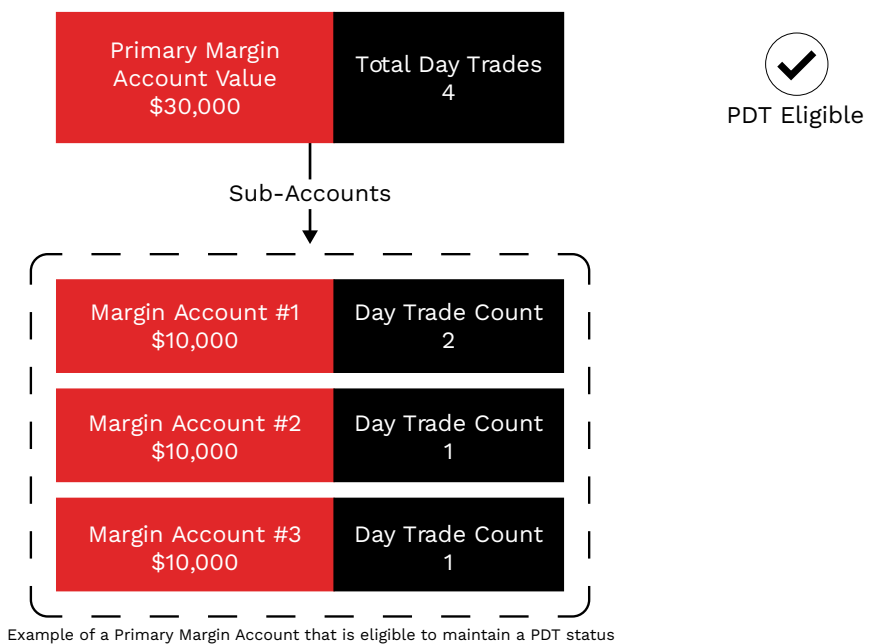 Primary Margin
Account Value
$30,000
Total Day Trades
4
PDT Eligible
Sub-Accounts
Margin Account #1
$10,000
Day Trade Count
2
Margin Account #2
$10,000
Day Trade Count
1
Margin Account #3
$10,000
Day Trade Count
1
Example of a Primary Margin Account that is eligible to maintain a PDT status